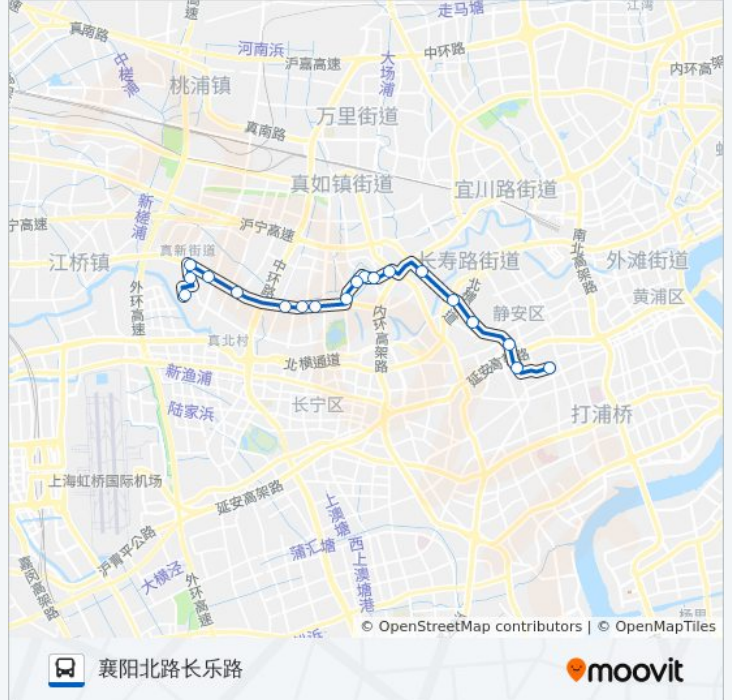 走马塘
江湾
真南路
河南浜
沪嘉高速
大场浦
中环路
内环高架
中槎浦
桃浦镇
万里街道
真南路
真如镇街道
宜川路街道
新槎浦
沪宁高速
南北高架路
江桥镇
真新街道
长寿路街道
外滩街道
中环路
外环高速
北横通道
静安区
黄浦区
内环高架路
真北村
北横通道
延安高架路
新渔浦
陆家浜
长宁区
打浦桥
上海虹桥国际机场
延安高架路
上澳塘
蒲汇塘
西上澳塘港
沪青平公路
大横泾
外环高速
嘉闵高架路
© OpenStreetMap contributors | © OpenMapTiles
襄阳北路长乐路
moovit